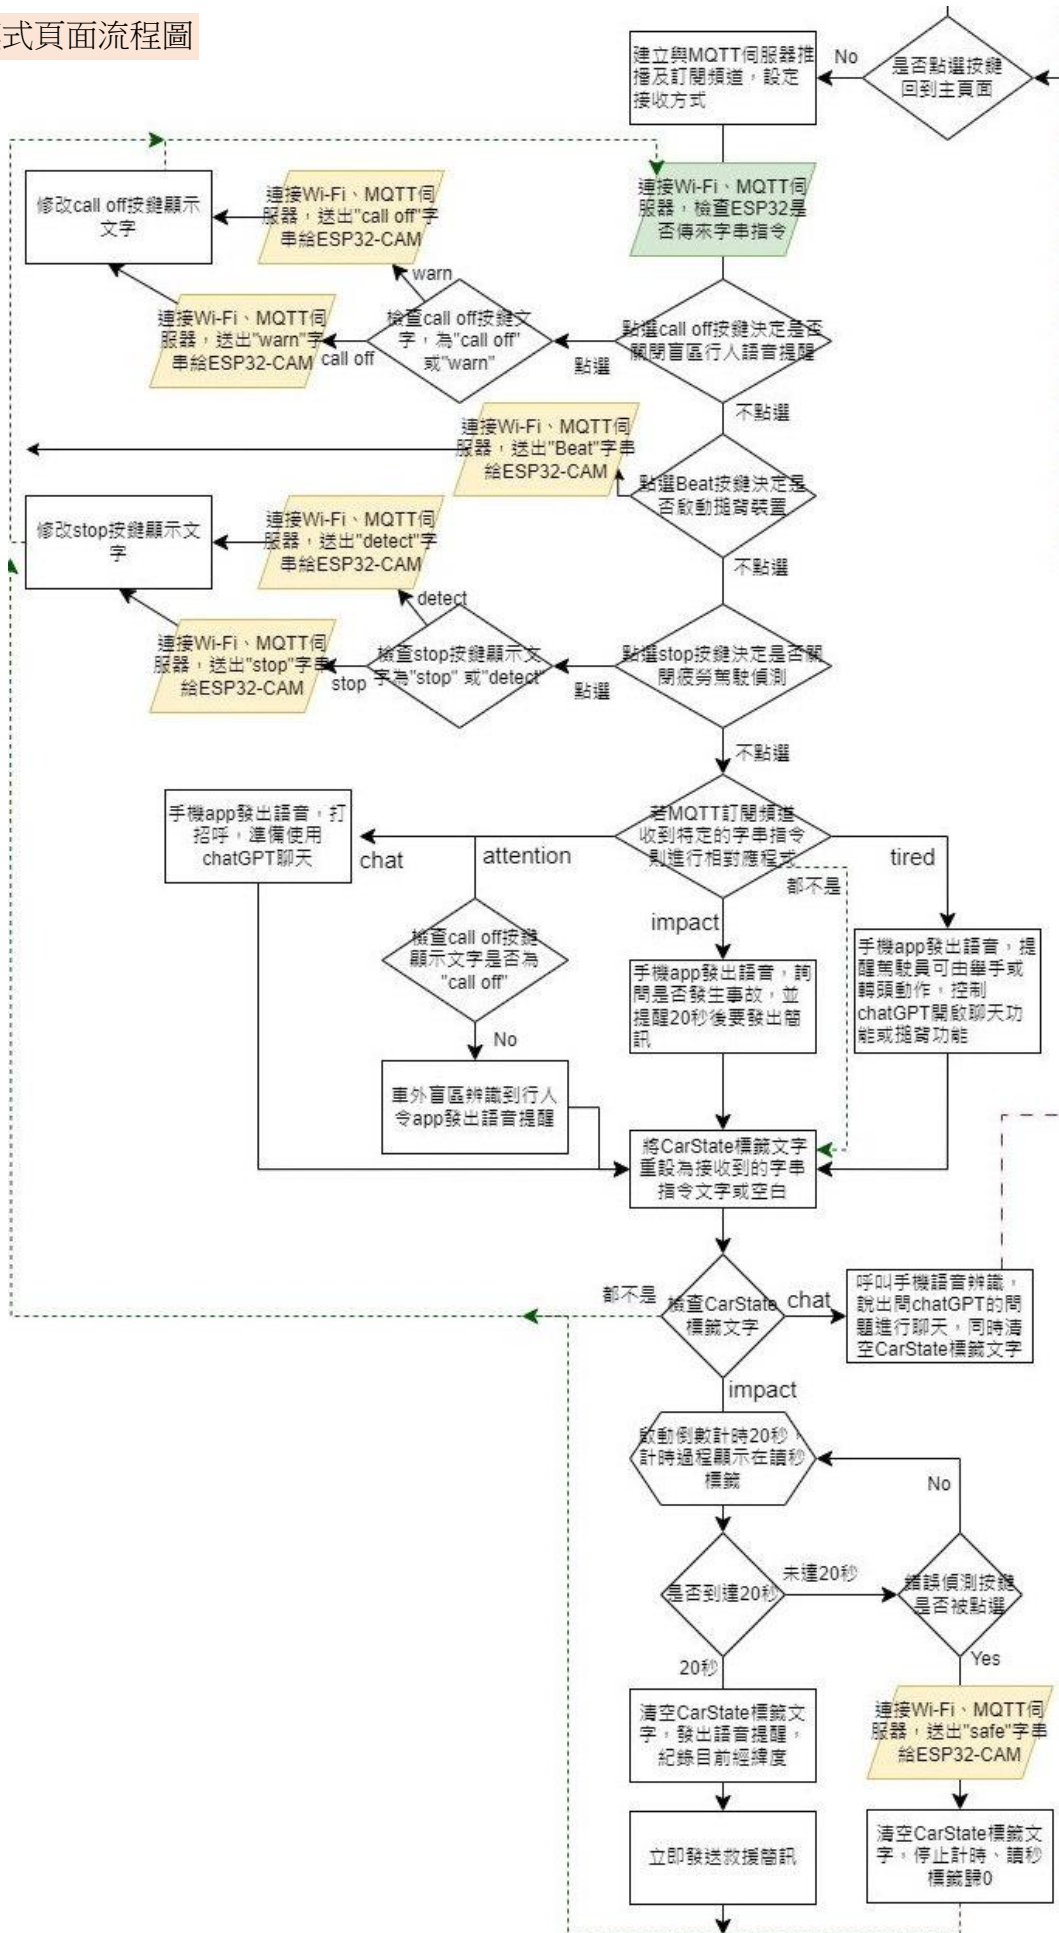 式頁面流程圖
建立與MQTT伺服器推
播及訂閱頻道，設定
接收方式
No
是否點選按鍵
回到主頁面
修改call off按鍵顯示
文字
連接Wi-Fi、MQTT伺
服器，送出"call off"字
串給ESP32-CAM
連接Wi-Fi、MQTT伺
服器，檢查ESP32是
否傳來字串指令
warn
連接Wi-Fi、MQTT伺
服器，送出"warn"字
串給ESP32-CAM
call off
檢查call off按鍵文
字，為"call off"
或"warn"
點選
點選call off按鍵決定是否
關閉盲區行人語音提醒
不點選
連接Wi-Fi、MQTT伺
服器，送出"Beat"字串
給ESP32-CAM
點選Beat按鍵決定是
否啟動搥背裝置
不點選
修改stop按鍵顯示文
字
連接Wi-Fi、MQTT伺
服器，送出"detect"字
串給ESP32-CAM
detect
連接Wi-Fi、MQTT伺
服器，送出"stop"字串
給ESP32-CAM
stop
檢查stop按鍵顯示文
字為"stop" 或"detect"
點選
點選stop按鍵決定是否關
閉疲勞駕駛偵測
不點選
手機app發出語音，打
招呼，準備使用
chatGPT聊天
chat
attention
若MQTT訂閱頻道
收到特定的字串指令
則進行相對應程式
tired
都不是
impact
檢查call off按鍵
顯示文字是否為
"call off"
No
手機app發出語音，詢
問是否發生事故，並
提醒20秒後要發出簡
訊
手機app發出語音，提
醒駕駛員可由舉手或
轉頭動作，控制
chatGPT開啟聊天功
能或搥背功能
車外盲區辨識到行人
令app發出語音提醒
將CarState標籤文字
重設為接收到的字串
指令文字或空白
都不是
檢查CarState
標籤文字
chat
呼叫手機語音辨識，
說出問chatGPT的問
題進行聊天，同時清
空CarState標籤文字
impact
啟動倒數計時20秒，
計時過程顯示在讀秒
標籤
No
是否到達20秒
未達20秒
錯誤偵測按鍵
是否被點選
20秒
Yes
清空CarState標籤文
字，發出語音提醒，
紀錄目前經緯度
連接Wi-Fi、MQTT伺
服器，送出"safe"字串
給ESP32-CAM
立即發送救援簡訊
清空CarState標籤文
字，停止計時、讀秒
標籤歸0